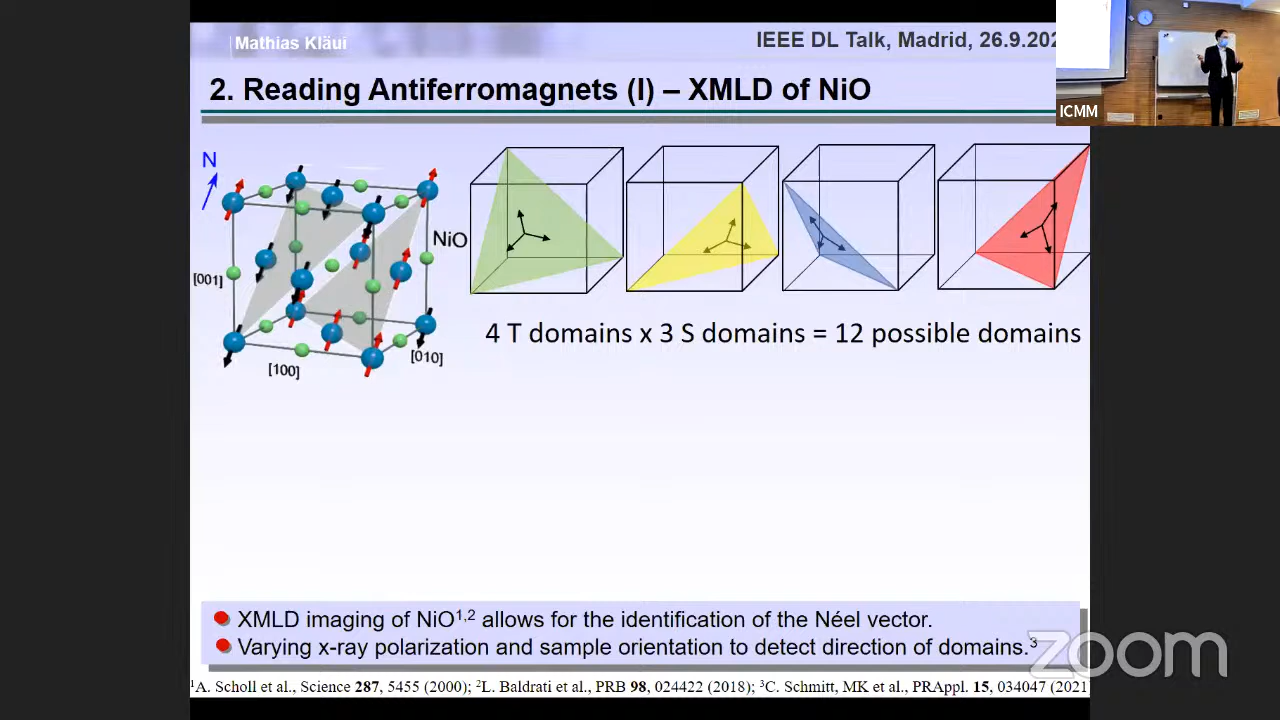 Mathias Kläui
IEEE DL Talk, Madrid, 26.9.202
ICMM
2. Reading Antiferromagnets (I) – XMLD of NiO
N
NiO
[001]
[010]
[100]
4 T domains x 3 S domains = 12 possible domains
XMLD imaging of NiO1,2 allows for the identification of the Néel vector.
Varying x-ray polarization and sample orientation to detect direction of domains.3
zoom
1A. Scholl et al., Science 287, 5455 (2000); 2L. Baldrati et al., PRB 98, 024422 (2018); 3C. Schmitt, MK et al., PRAppl. 15, 034047 (2021